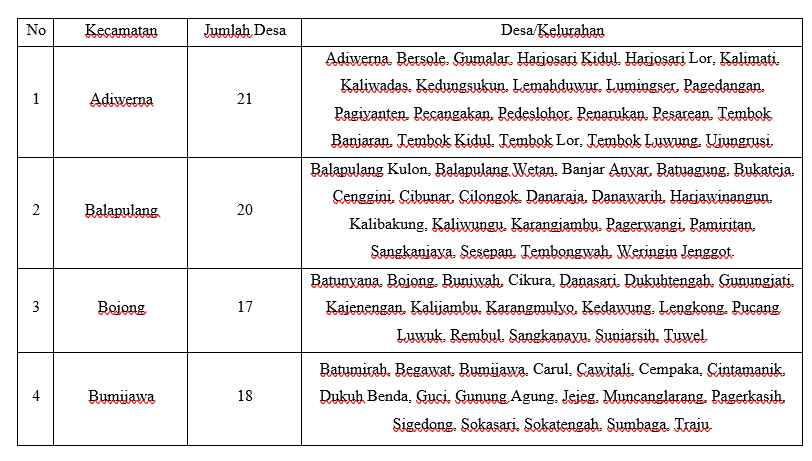 No Kecamatan Jumlah Desa Desa/Kelurahan
1 Adiwerna 21 Adiwerna, Bersole, Gumalar, Harjosari Kidul, Harjosari Lor, Kalimati,
Kaliwadas, Kedungsukun, Lemahduwur, Lumingser, Pagedangan,
Pagiyanten, Pecangakan, Pedeslohor, Penarukan, Pesarean, Tembok
Banjaran, Tembok Kidul, Tembok Lor, Tembok Luwung, Ujungrusi.
2 Balapulang 20 Balapulang Kulon, Balapulang Wetan, Banjar Anyar, Batuagung, Bukateja,
Cenggini, Cibunar, Cilongok, Danaraja, Danawarih, Harjawinangun,
Kalibakung, Kaliwungu, Karangjambu, Pagerwangi, Pamiritan,
Sangkanjaya, Sesepan, Tembongwah, Weringin Jenggot.
3 Bojong 17 Batunyana, Bojong, Buniwah, Cikura, Danasari, Dukuhtengah, Gunungjati,
Kajenengan, Kalijambu, Karangmulyo, Kedawung, Lengkong, Pucang
Luwuk, Rembul, Sangkanayu, Suniarsih, Tuwel.
4 Bumijawa 18 Batumirah, Begawat, Bumijawa, Carul, Cawitali, Cempaka, Cintamanik,
Dukuh Benda, Guci, Gunung Agung, Jejeg, Muncanglarang, Pagerkasih,
Sigedong, Sokasari, Sokatengah, Sumbaga, Traju.